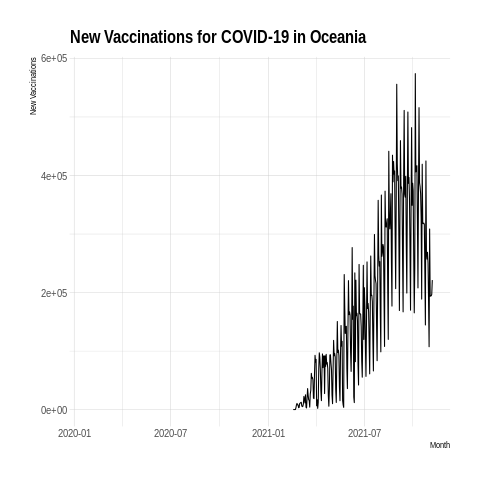 New Vaccinations for COVID-19 in Oceania
New Vaccinations
6e+05
4e+05
2e+05
0e+00
2020-01 2020-07 2021-01 2021-07
Month